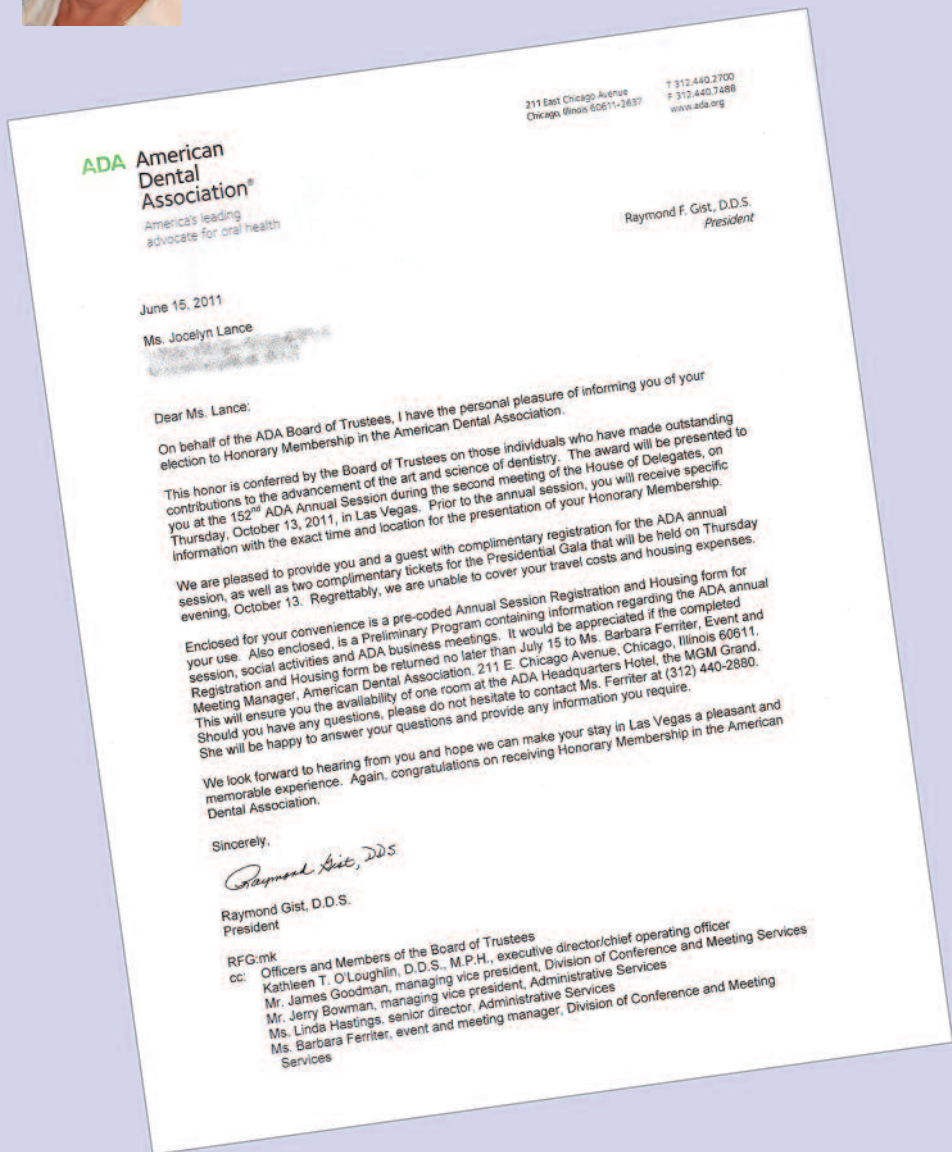 211 East Chicago Avenue
Chicago, Illinois 60611-2637
T 312.440.2700
F 312.440.7488
www.ada.org
ADA American
Dental
Association®
America's leading
advocate for oral health
Raymond F. Gist, D.D.S.
President
June 15, 2011
Ms. Jocelyn Lance
Dear Ms. Lance:
On behalf of the ADA Board of Trustees, I have the personal pleasure of informing you of your
election to Honorary Membership in the American Dental Association.
This honor is conferred by the Board of Trustees on those individuals who have made outstanding
contributions to the advancement of the art and science of dentistry. The award will be presented to
you at the 152nd ADA Annual Session during the second meeting of the House of Delegates, on
Thursday, October 13, 2011, in Las Vegas. Prior to the annual session, you will receive specific
information with the exact time and location for the presentation of your Honorary Membership.
We are pleased to provide you and a guest with complimentary registration for the ADA annual
session, as well as two complimentary tickets for the Presidential Gala that will be held on Thursday
evening, October 13. Regrettably, we are unable to cover your travel costs and housing expenses.
Enclosed for your convenience is a pre-coded Annual Session Registration and Housing form for
your use. Also enclosed, is a Preliminary Program containing information regarding the ADA annual
session, social activities and ADA business meetings. It would be appreciated if the completed
Registration and Housing form be returned no later than July 15 to Ms. Barbara Ferriter, Event and
Meeting Manager, American Dental Association, 211 E. Chicago Avenue, Chicago, Illinois 60611.
This will ensure you the availability of one room at the ADA Headquarters Hotel, the MGM Grand.
Should you have any questions, please do not hesitate to contact Ms. Ferriter at (312) 440-2880.
She will be happy to answer your questions and provide any information you require.
We look forward to hearing from you and hope we can make your stay in Las Vegas a pleasant and
memorable experience. Again, congratulations on receiving Honorary Membership in the American
Dental Association.
Sincerely,
Raymond Gist, DDS
Raymond Gist, D.D.S.
President
RFG:mk
cc: Officers and Members of the Board of Trustees
Kathleen T. O'Loughlin, D.D.S., M.P.H., executive director/chief operating officer
Mr. James Goodman, managing vice president, Division of Conference and Meeting Services
Mr. Jerry Bowman, managing vice president, Administrative Services
Ms. Linda Hastings, senior director, Administrative Services
Ms. Barbara Ferriter, event and meeting manager, Division of Conference and Meeting
Services